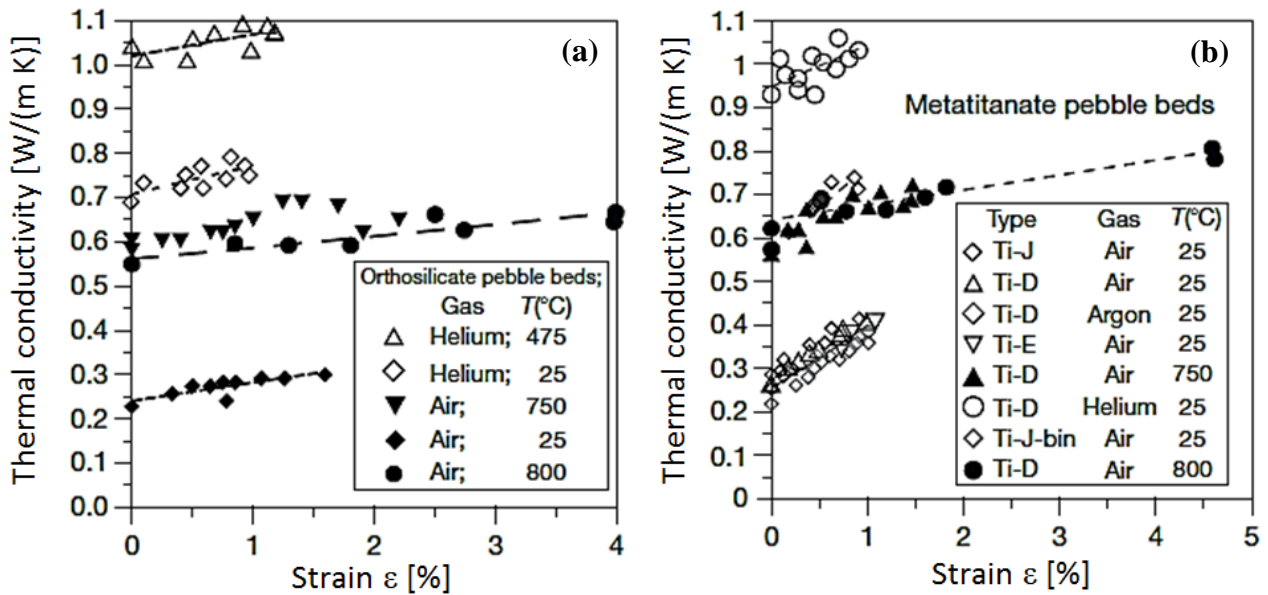 (a)
Thermal conductivity [W/(m K)]
1.1
1.0
0.9
0.8
0.7
0.6
0.5
0.4
0.3
0.2
0.1
0.0
Orthosilicate pebble beds;
Gas T(°C)
Helium; 475
Helium; 25
Air; 750
Air; 25
Air; 800
0 1 2 3 4
Strain ε [%]
(b)
Thermal conductivity [W/(m K)]
1.1
1
0.9
0.8
0.7
0.6
0.5
0.4
0.3
0.2
0.1
0
Metatitanate pebble beds
Type Gas T(°C)
Ti-J Air 25
Ti-D Air 25
Ti-D Argon 25
Ti-E Air 25
Ti-D Air 750
Ti-D Helium 25
Ti-J-bin Air 25
Ti-D Air 800
0 1 2 3 4 5
Strain ε [%]